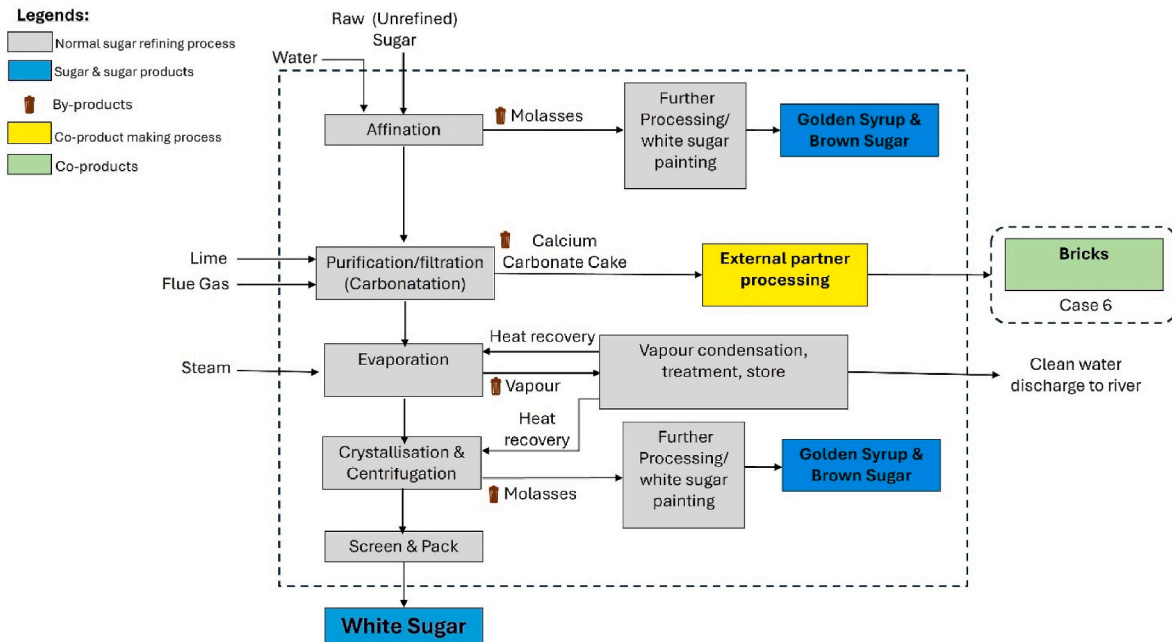 Legends:
Normal sugar refining process
Sugar & sugar products
By-products
Co-product making process
Co-products
Raw (Unrefined)
Sugar
Water
Affination
Molasses
Further
Processing/
white sugar
painting
Golden Syrup &
Brown Sugar
Lime
Flue Gas
Purification/filtration
(Carbonatation)
Calcium
Carbonate Cake
External partner
processing
Bricks
Case 6
Steam
Evaporation
Heat recovery
Vapour
Vapour condensation,
treatment, store
Clean water
discharge to river
Heat
recovery
Crystallisation &
Centrifugation
Molasses
Further
Processing/
white sugar
painting
Golden Syrup &
Brown Sugar
Screen & Pack
White Sugar